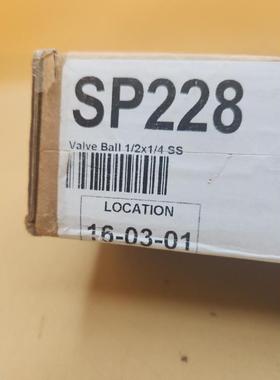 SP228
Valve Ball 1/2x1/4 SS
LOCATION
16-03-01